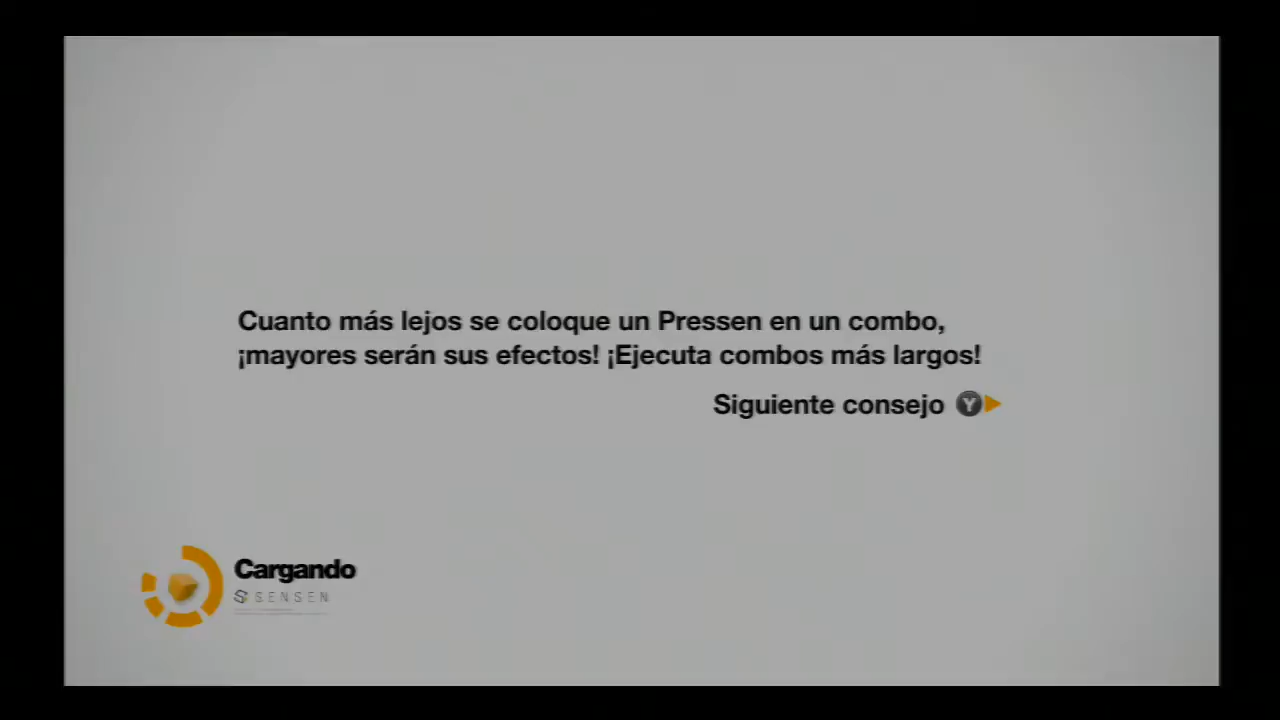 Cuanto más lejos se coloque un Pressen en un combo,
¡mayores serán sus efectos! ¡Ejecuta combos más largos!
Siguiente consejo Y
Cargando
SENSEN